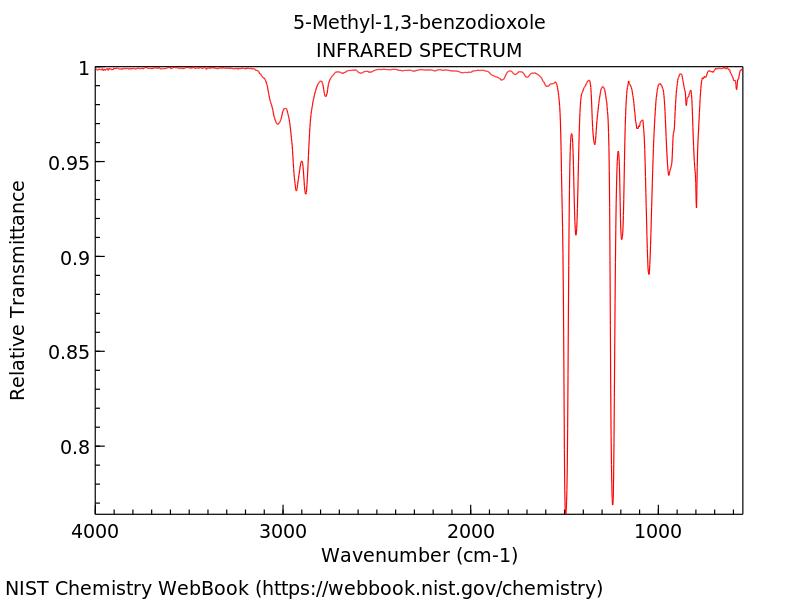 5-Methyl-1,3-benzodioxole
INFRARED SPECTRUM
1
0.95
0.9
0.85
0.8
Relative Transmittance
4000 3000 2000 1000
Wavenumber (cm-1)
NIST Chemistry WebBook (https://webbook.nist.gov/chemistry)